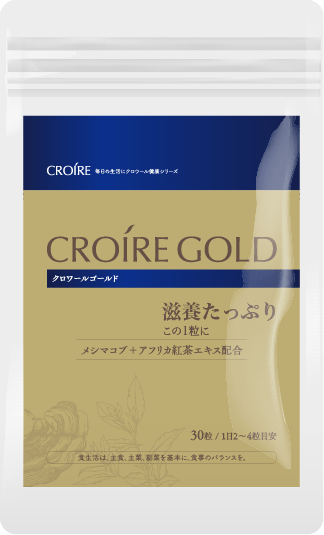 CROIRE 毎日の生活にクロワール健康シリーズ
CROIRE GOLD
クロワールゴールド
滋養たっぷり
この1粒に
メシマコブ+アフリカ紅茶エキス配合
30粒 / 1日2〜4粒目安
食生活は、主食、主菜、副菜を基本に、食事のバランスを。